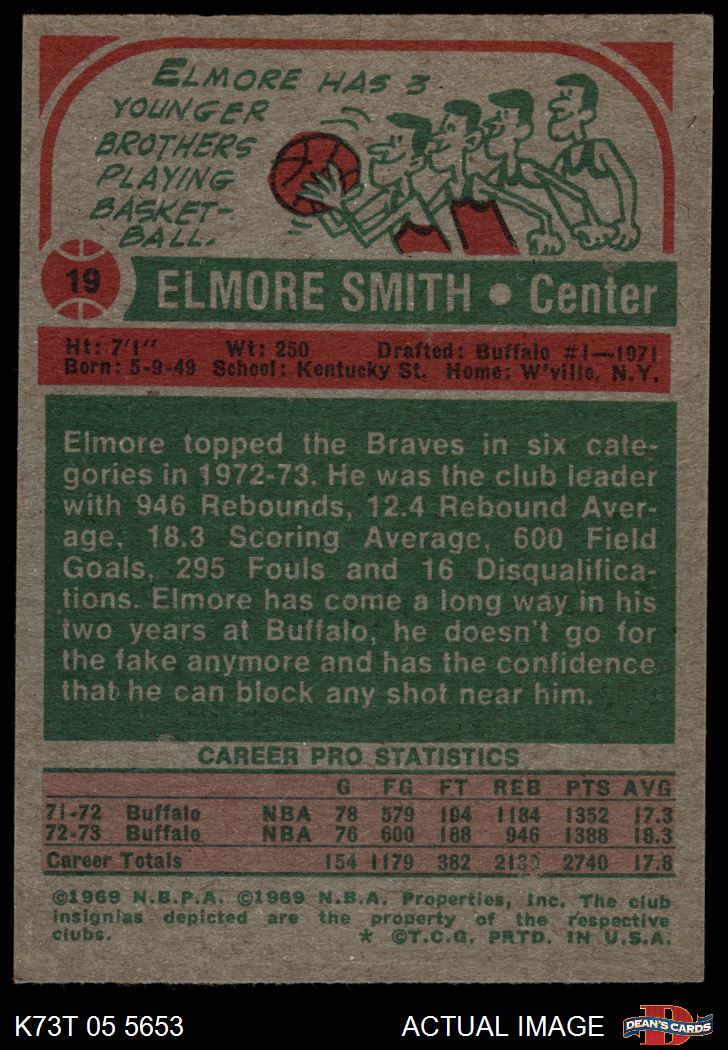 ELMORE HAS 3
YOUNGER
BROTHERS
PLAYING
BASKET-
BALL.
19
ELMORE SMITH • Center
Ht: 7'1" Wt: 250 Drafted: Buffalo #1—1971
Born: 5-9-49 School: Kentucky St. Home: W'ville, N.Y.
Elmore topped the Braves in six cate-
gories in 1972-73. He was the club leader
with 946 Rebounds, 12.4 Rebound Aver-
age, 18.3 Scoring Average, 600 Field
Goals, 295 Fouls and 16 Disqualifica-
tions. Elmore has come a long way in his
two years at Buffalo, he doesn't go for
the fake anymore and has the confidence
that he can block any shot near him.
CAREER PRO STATISTICS
G FG FT REB PTS AVG
71-72 Buffalo NBA 78 579 194 1184 1352 17.3
72-73 Buffalo NBA 76 600 188 946 1388 18.3
Career Totals 154 1179 382 2130 2740 17.8
©1969 N.B.P.A. ©1969 N.B.A. Properties, Inc. The club
insignias depicted are the property of the respective
clubs. * ©T.C.G. PRTD. IN U.S.A.
K73T 05 5653 ACTUAL IMAGE
D
DEAN'S CARDS